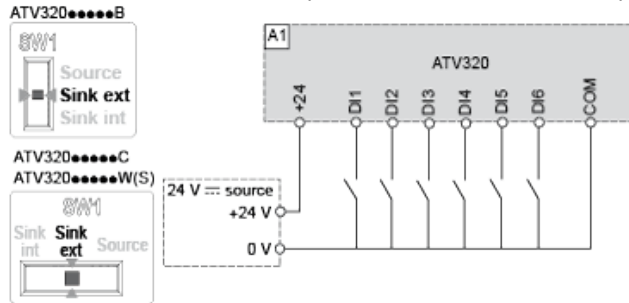 ATV320●●●●●B
SW1
Source
Sink ext
Sink int
ATV320●●●●●C
ATV320●●●●●W(S)
SW1
Sink int
Sink ext
Source
A1
ATV320
+24
DI1
DI2
DI3
DI4
DI5
DI6
COM
24 V ⎓ source
+24 V
0 V